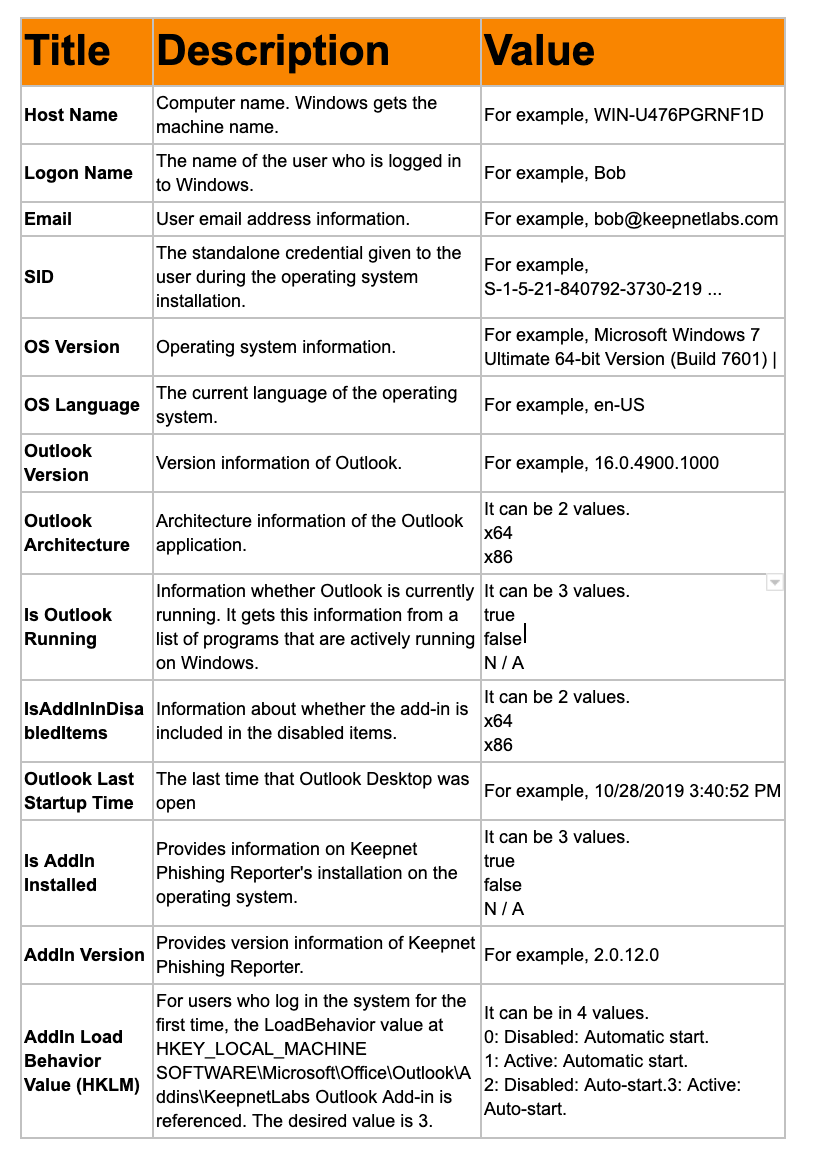 Title Description Value
Host Name
Computer name. Windows gets the
machine name.
For example, WIN-U476PGRNF1D
Logon Name
The name of the user who is logged in
to Windows.
For example, Bob
Email
User email address information.
For example, bob@keepnetlabs.com
SID
The standalone credential given to the
user during the operating system
installation.
For example,
S-1-5-21-840792-3730-219 ...
OS Version
Operating system information.
For example, Microsoft Windows 7
Ultimate 64-bit Version (Build 7601) |
OS Language
The current language of the operating
system.
For example, en-US
Outlook
Version
Version information of Outlook.
For example, 16.0.4900.1000
Outlook
Architecture
Architecture information of the Outlook
application.
It can be 2 values.
x64
x86
Is Outlook
Running
Information whether Outlook is currently
running. It gets this information from a
list of programs that are actively running
on Windows.
It can be 3 values.
true
false
N / A
IsAddInInDisa
bledItems
Information about whether the add-in is
included in the disabled items.
It can be 2 values.
x64
x86
Outlook Last
Startup Time
The last time that Outlook Desktop was
open
For example, 10/28/2019 3:40:52 PM
Is AddIn
Installed
Provides information on Keepnet
Phishing Reporter's installation on the
operating system.
It can be 3 values.
true
false
N / A
AddIn Version
Provides version information of Keepnet
Phishing Reporter.
For example, 2.0.12.0
AddIn Load
Behavior
Value (HKLM)
For users who log in the system for the
first time, the LoadBehavior value at
HKEY_LOCAL_MACHINE
SOFTWARE\Microsoft\Office\Outlook\A
ddins\KeepnetLabs Outlook Add-in is
referenced. The desired value is 3.
It can be in 4 values.
0: Disabled: Automatic start.
1: Active: Automatic start.
2: Disabled: Auto-start.3: Active:
Auto-start.